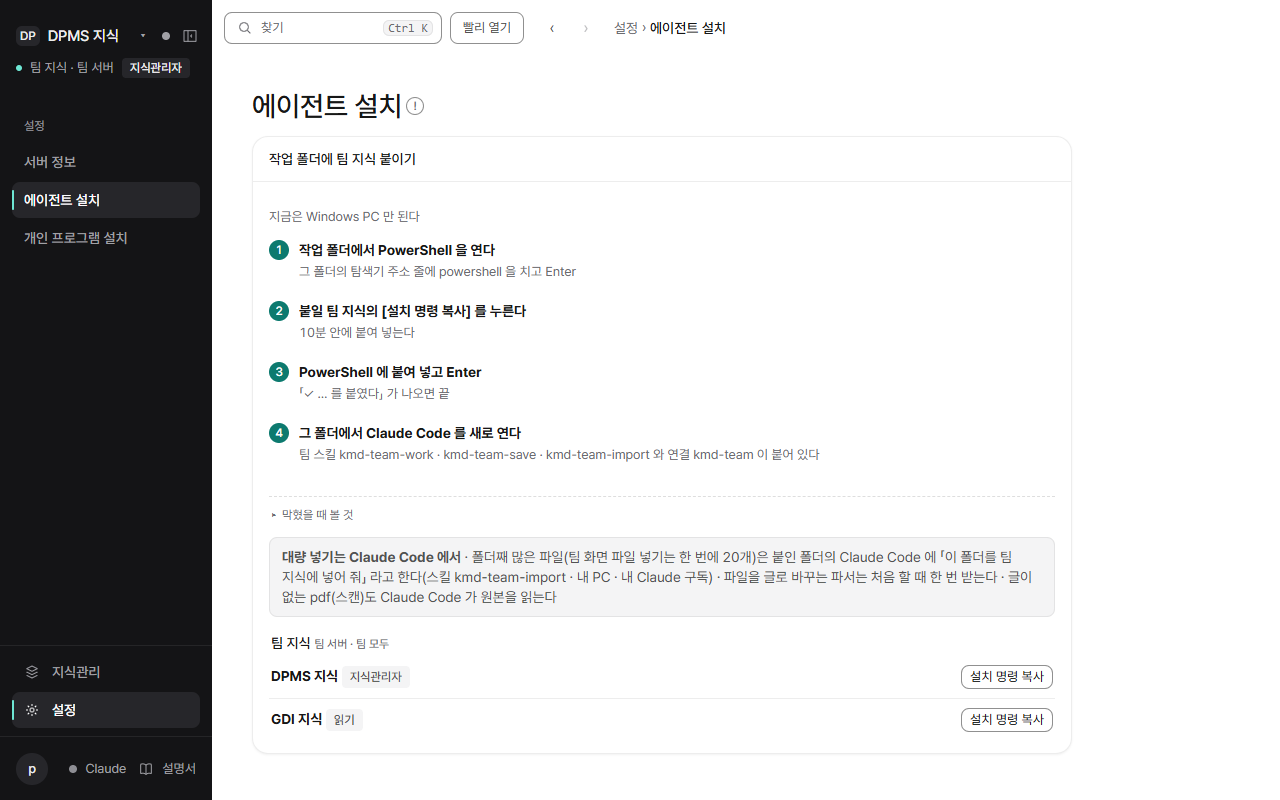 DP DPMS 지식
팀 지식 · 팀 서버 지식관리자
설정
서버 정보
에이전트 설치
개인 프로그램 설치
지식관리
설정
p Claude 설명서
찾기 Ctrl K 빨리 열기 ‹ › 설정 › 에이전트 설치
에이전트 설치 !
작업 폴더에 팀 지식 붙이기
지금은 Windows PC 만 된다
1 작업 폴더에서 PowerShell 을 연다
그 폴더의 탐색기 주소 줄에 powershell 을 치고 Enter
2 붙일 팀 지식의 [설치 명령 복사] 를 누른다
10분 안에 붙여 넣는다
3 PowerShell 에 붙여 넣고 Enter
「✓ … 를 붙였다」 가 나오면 끝
4 그 폴더에서 Claude Code 를 새로 연다
팀 스킬 kmd-team-work · kmd-team-save · kmd-team-import 와 연결 kmd-team 이 붙어 있다
▸ 막혔을 때 볼 것
대량 넣기는 Claude Code 에서 · 폴더째 많은 파일(팀 화면 파일 넣기는 한 번에 20개)은 붙인 폴더의 Claude Code 에 「이 폴더를 팀
지식에 넣어 줘」 라고 한다(스킬 kmd-team-import · 내 PC · 내 Claude 구독) · 파일을 글로 바꾸는 파서는 처음 할 때 한 번 받는다 · 글이
없는 pdf(스캔)도 Claude Code 가 원본을 읽는다
팀 지식 팀 서버 · 팀 모두
DPMS 지식 지식관리자 설치 명령 복사
GDI 지식 읽기 설치 명령 복사